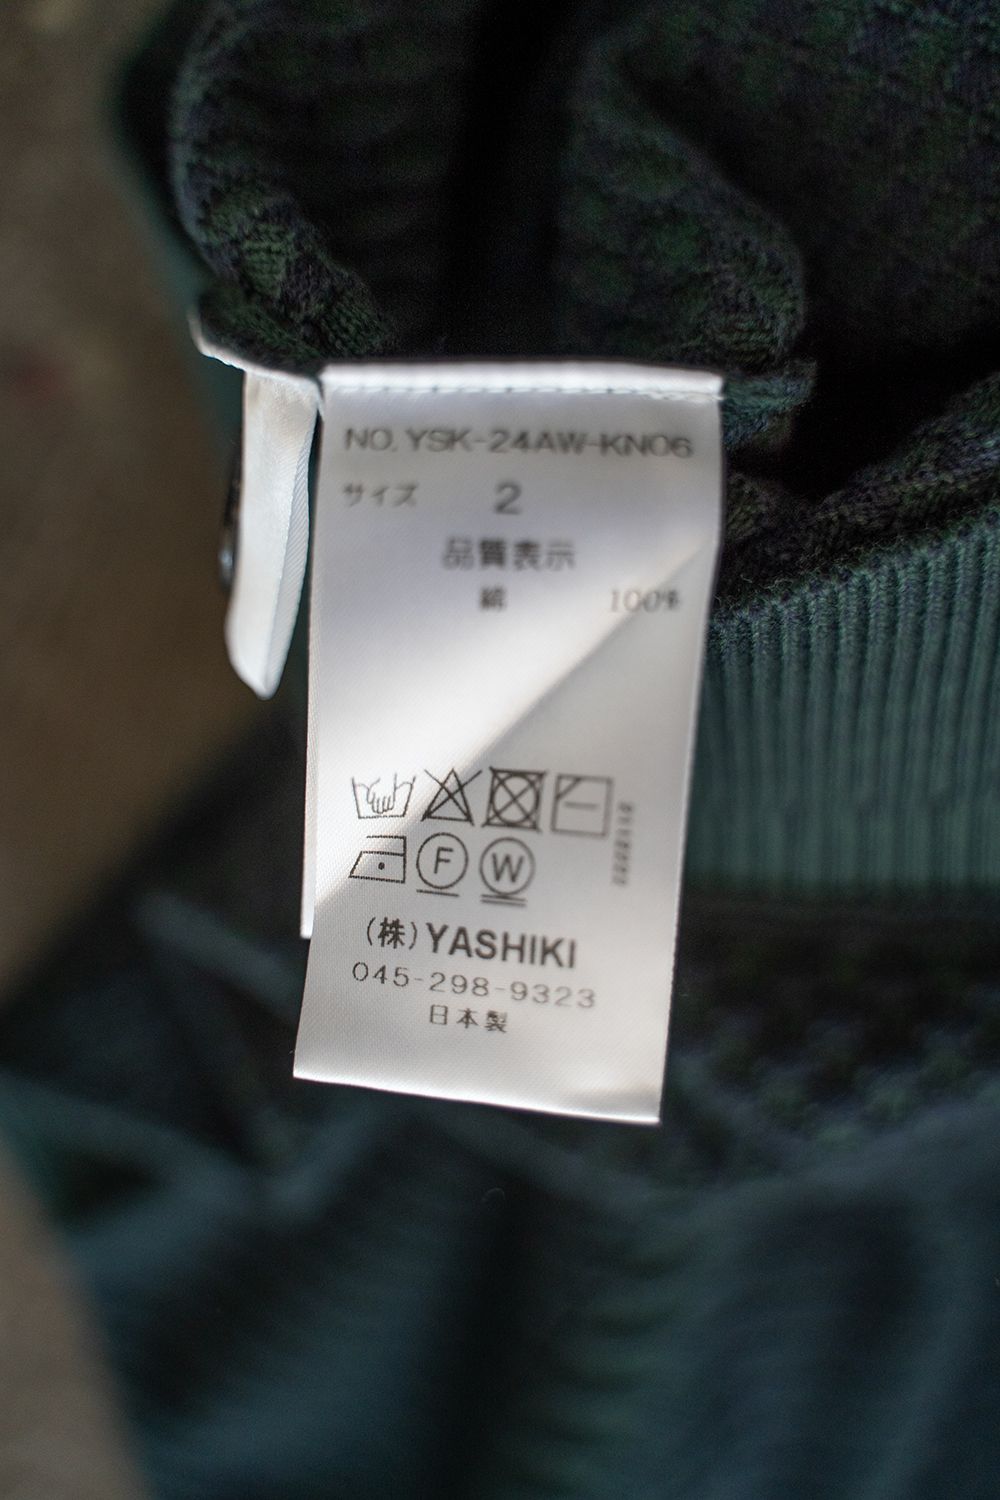 NO. YSK-24AW-KN06
サイズ 2
品質表示
綿 100%
F W
(株)YASHIKI
045-298-9323
日本製